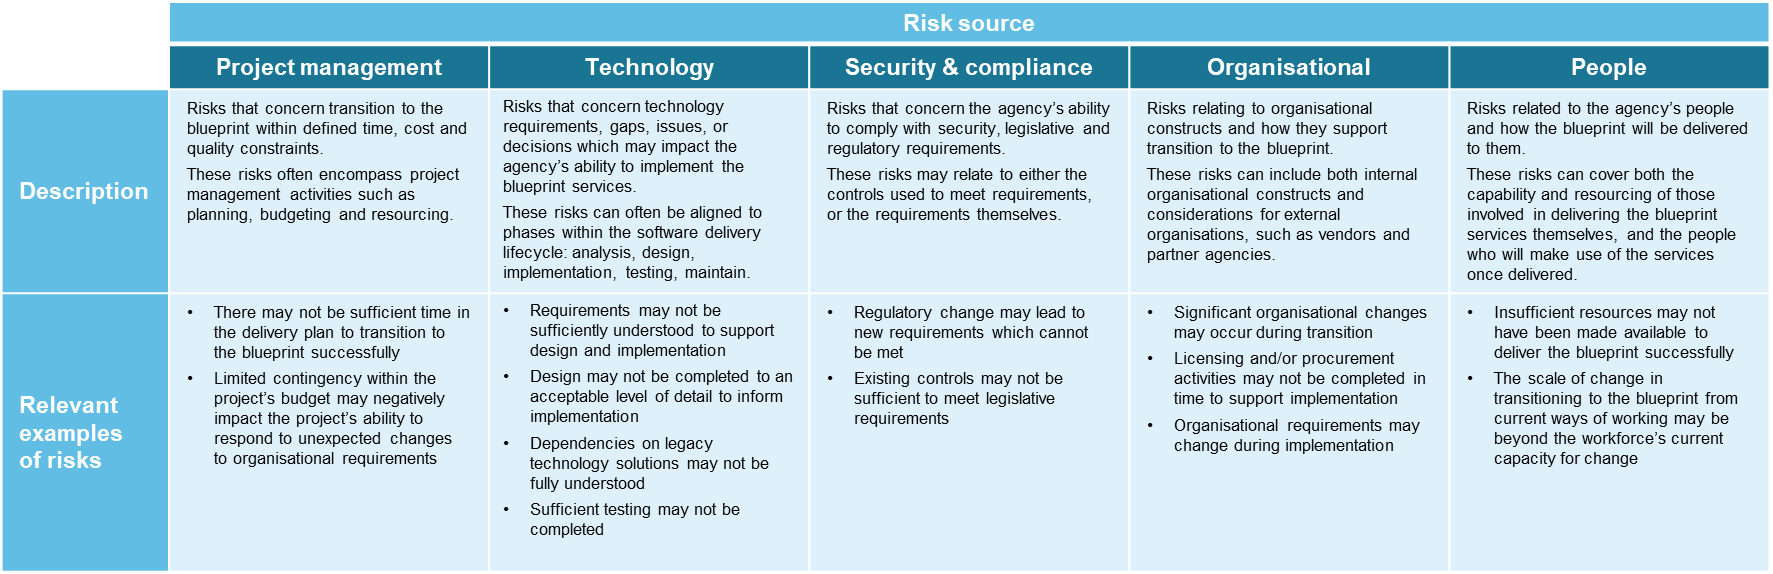 Risk source
Project management
Technology
Security & compliance
Organisational
People
Description
Risks that concern transition to the
blueprint within defined time, cost and
quality constraints.
These risks often encompass project
management activities such as
planning, budgeting and resourcing.
Risks that concern technology
requirements, gaps, issues, or
decisions which may impact the
agency's ability to implement the
blueprint services.
These risks can often be aligned to
phases within the software delivery
lifecycle: analysis, design,
implementation, testing, maintain.
Risks that concern the agency's ability
to comply with security, legislative and
regulatory requirements.
These risks may relate to either the
controls used to meet requirements,
or the requirements themselves.
Risks relating to organisational
constructs and how they support
transition to the blueprint.
These risks can include both internal
organisational constructs and
considerations for external
organisations, such as vendors and
partner agencies.
Risks related to the agency's people
and how the blueprint will be delivered
to them.
These risks can cover both the
capability and resourcing of those
involved in delivering the blueprint
services themselves, and the people
who will make use of the services
once delivered.
Relevant
examples
of risks
• There may not be sufficient time in
the delivery plan to transition to
the blueprint successfully
• Limited contingency within the
project's budget may negatively
impact the project's ability to
respond to unexpected changes
to organisational requirements
• Requirements may not be
sufficiently understood to support
design and implementation
• Design may not be completed to an
acceptable level of detail to inform
implementation
• Dependencies on legacy
technology solutions may not be
fully understood
• Sufficient testing may not be
completed
• Regulatory change may lead to
new requirements which cannot
be met
• Existing controls may not be
sufficient to meet legislative
requirements
• Significant organisational changes
may occur during transition
• Licensing and/or procurement
activities may not be completed in
time to support implementation
• Organisational requirements may
change during implementation
• Insufficient resources may not
have been made available to
deliver the blueprint successfully
• The scale of change in
transitioning to the blueprint from
current ways of working may be
beyond the workforce's current
capacity for change